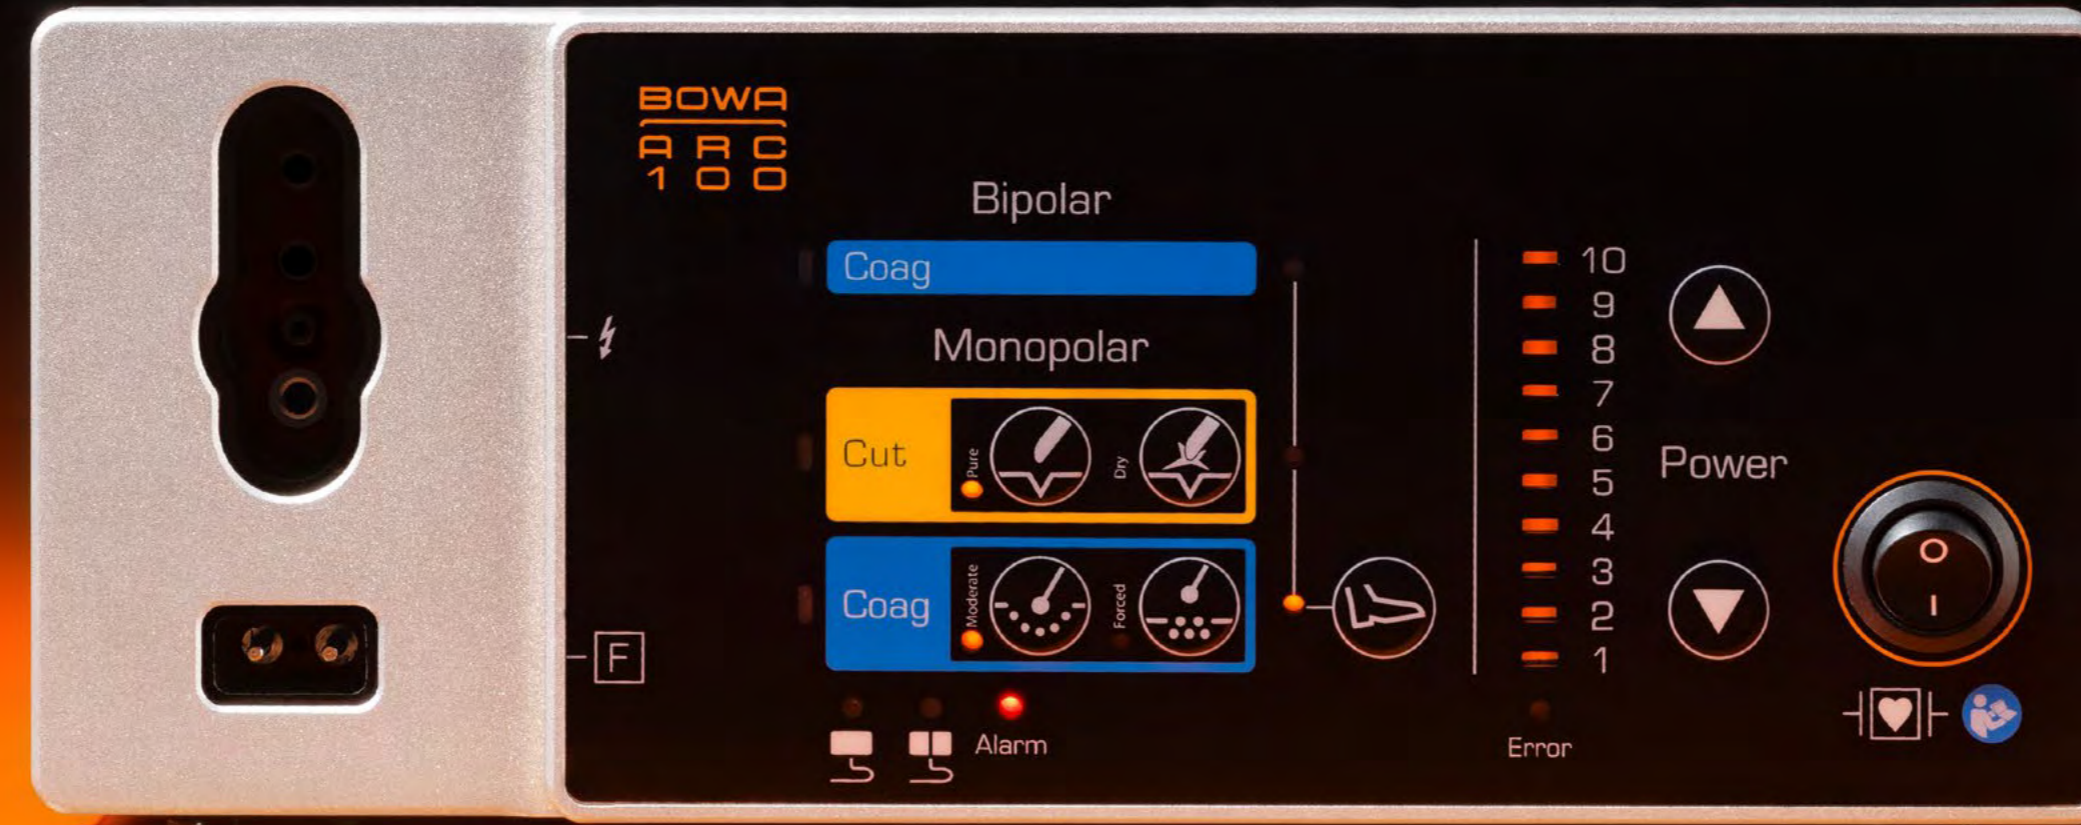 BOWA
ARC
100
Bipolar
Coag
Monopolar
Cut
Pure
Dry
Coag
Moderate
Forced
F
Alarm
10
9
8
7
6
5
4
3
2
1
Power
Error
O
I